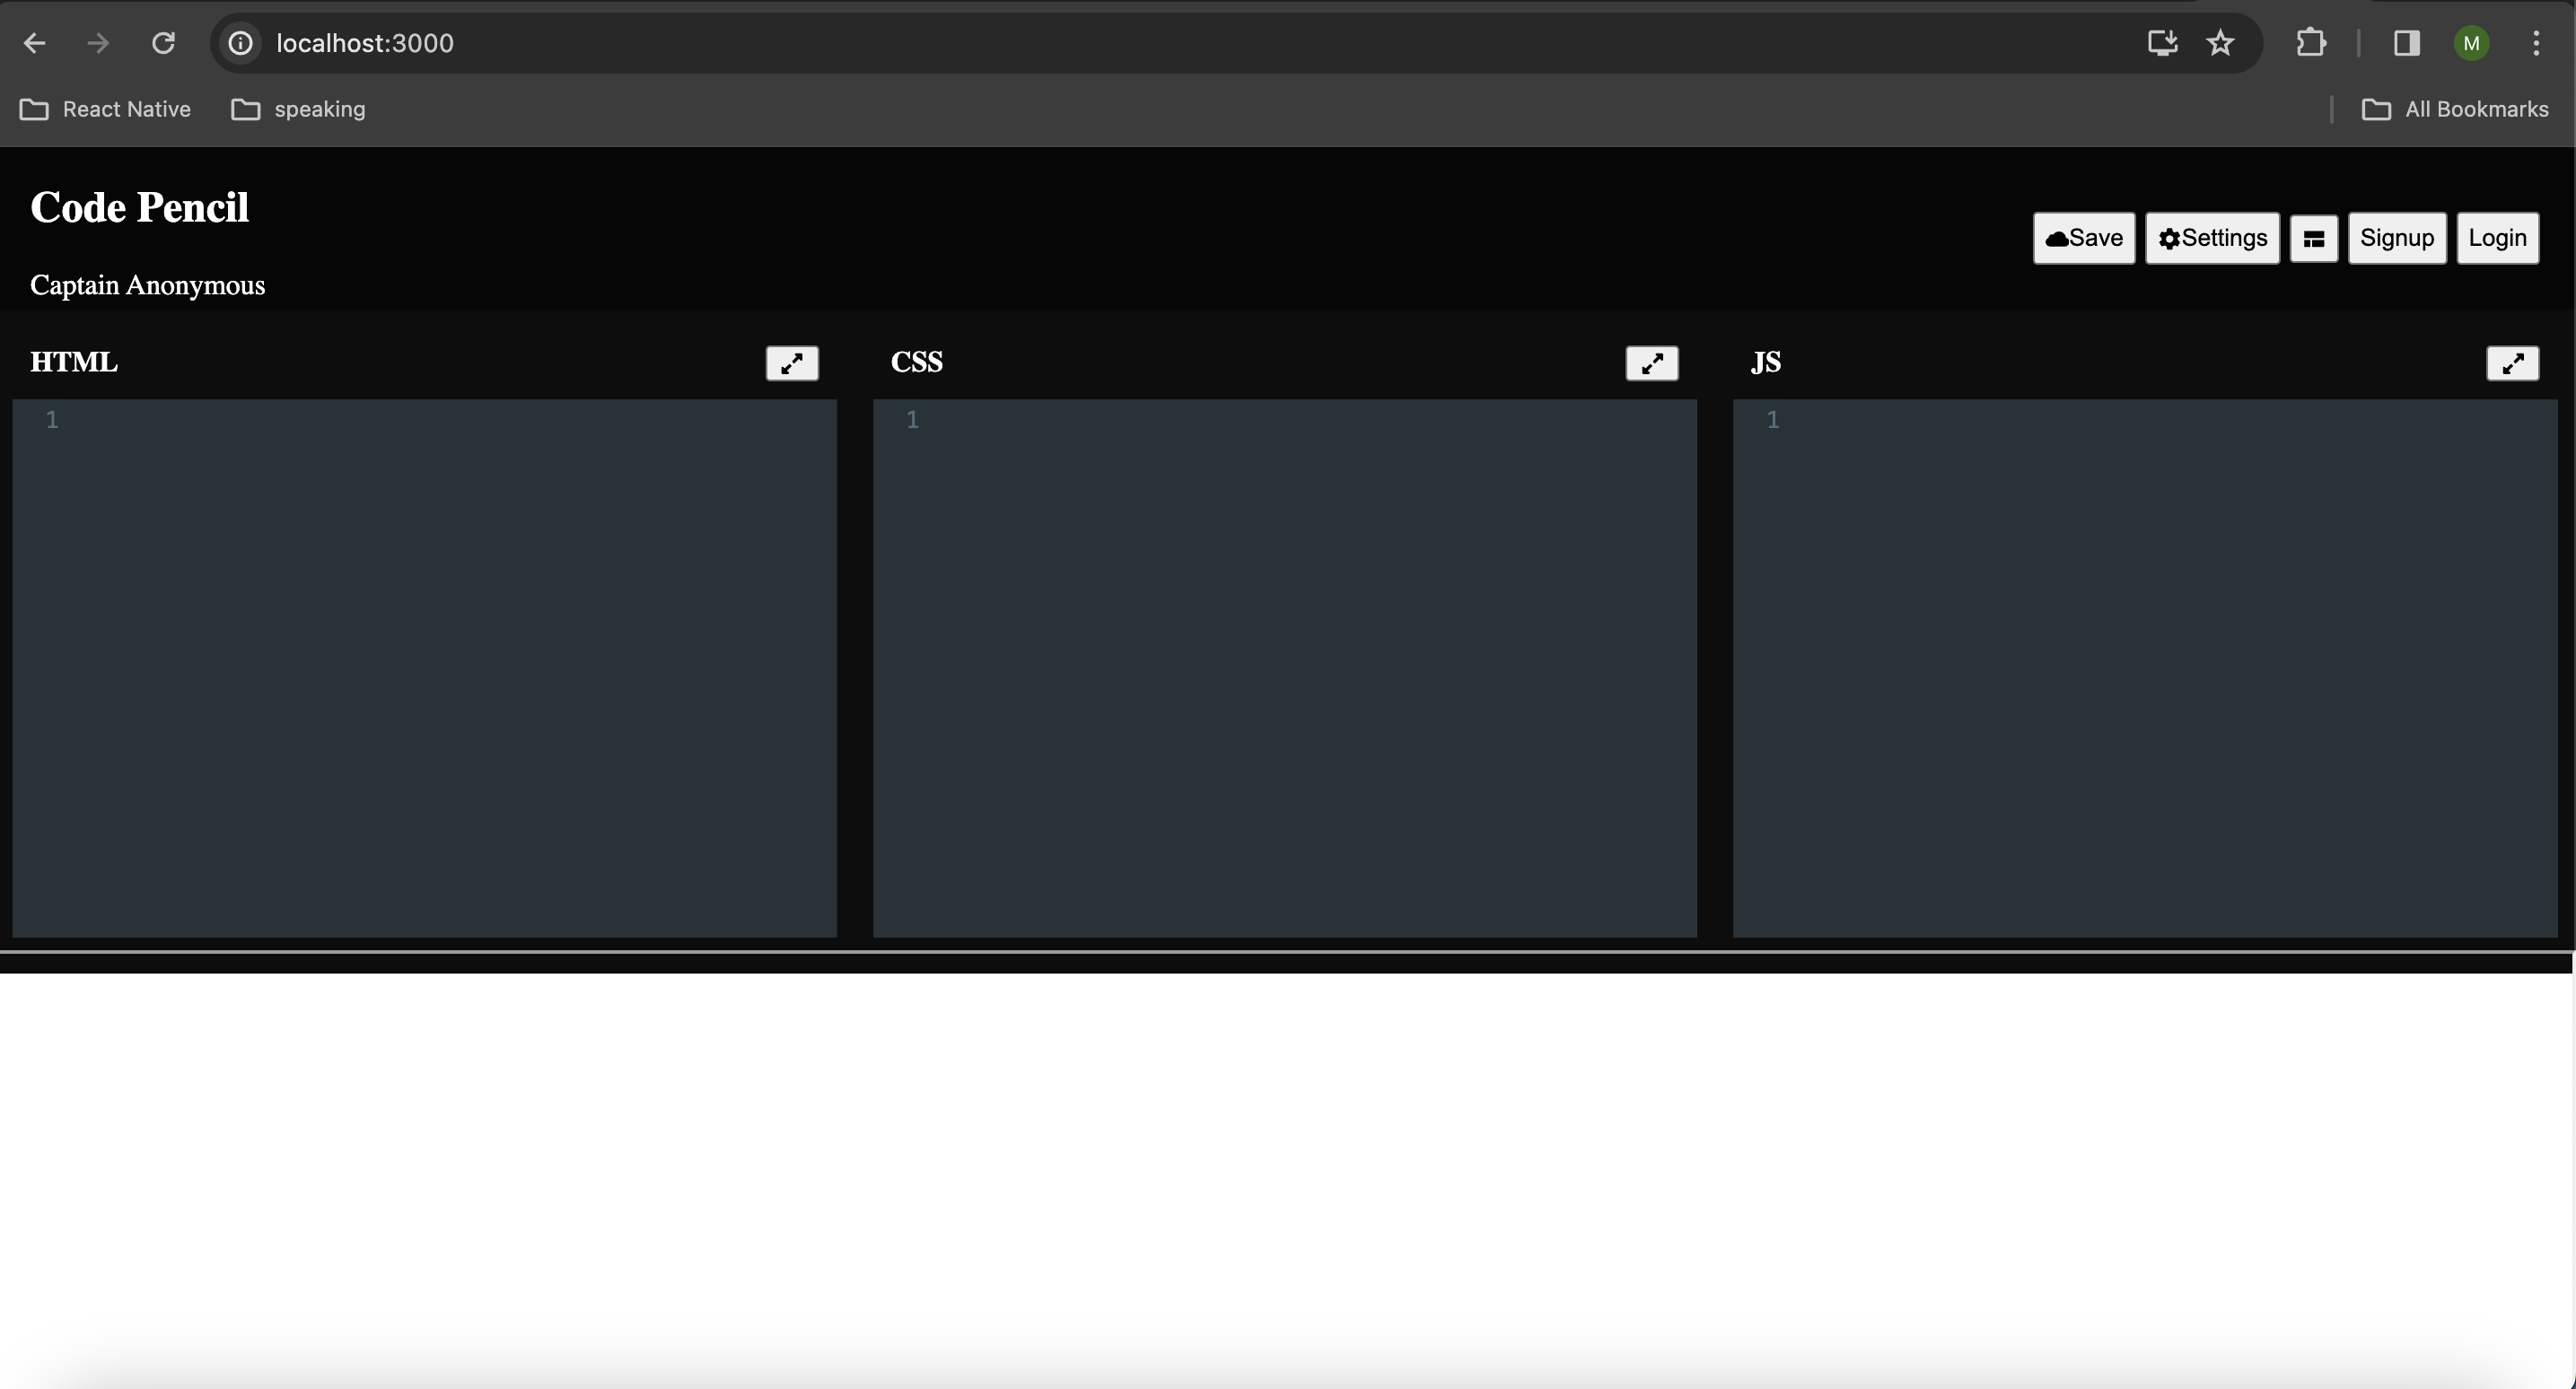 localhost:3000
M
React Native speaking All Bookmarks
Code Pencil
Save Settings Signup Login
Captain Anonymous
HTML CSS JS
1 1 1